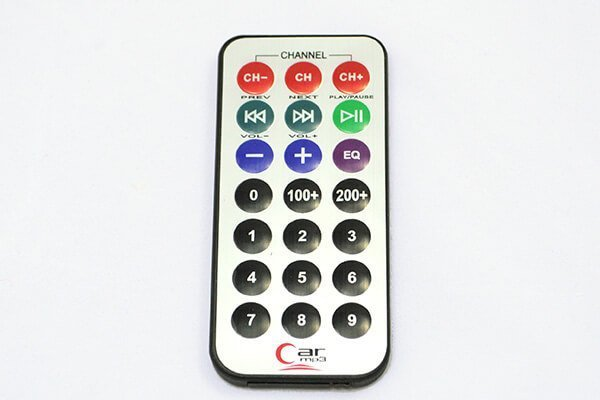 CHANNEL
CH− CH CH+
PREV NEXT PLAY/PAUSE
VOL− VOL+
− + EQ
0 100+ 200+
1 2 3
4 5 6
7 8 9
Car
mp3